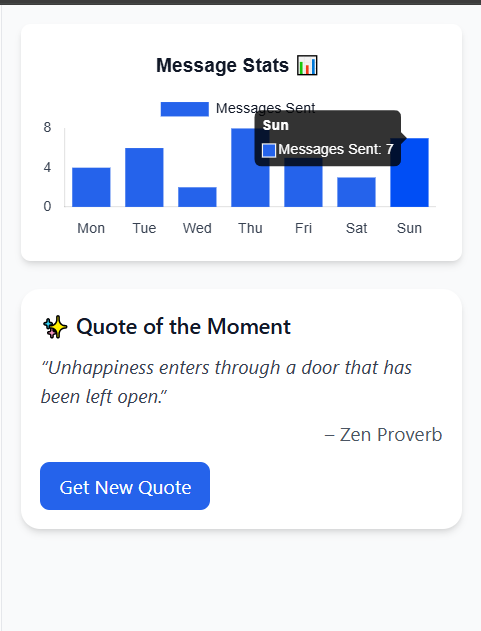 Message Stats 📊
Messages Sent
Sun
Messages Sent: 7
8
4
0
Mon Tue Wed Thu Fri Sat Sun
✨ Quote of the Moment
“Unhappiness enters through a door that has
been left open.”
– Zen Proverb
Get New Quote